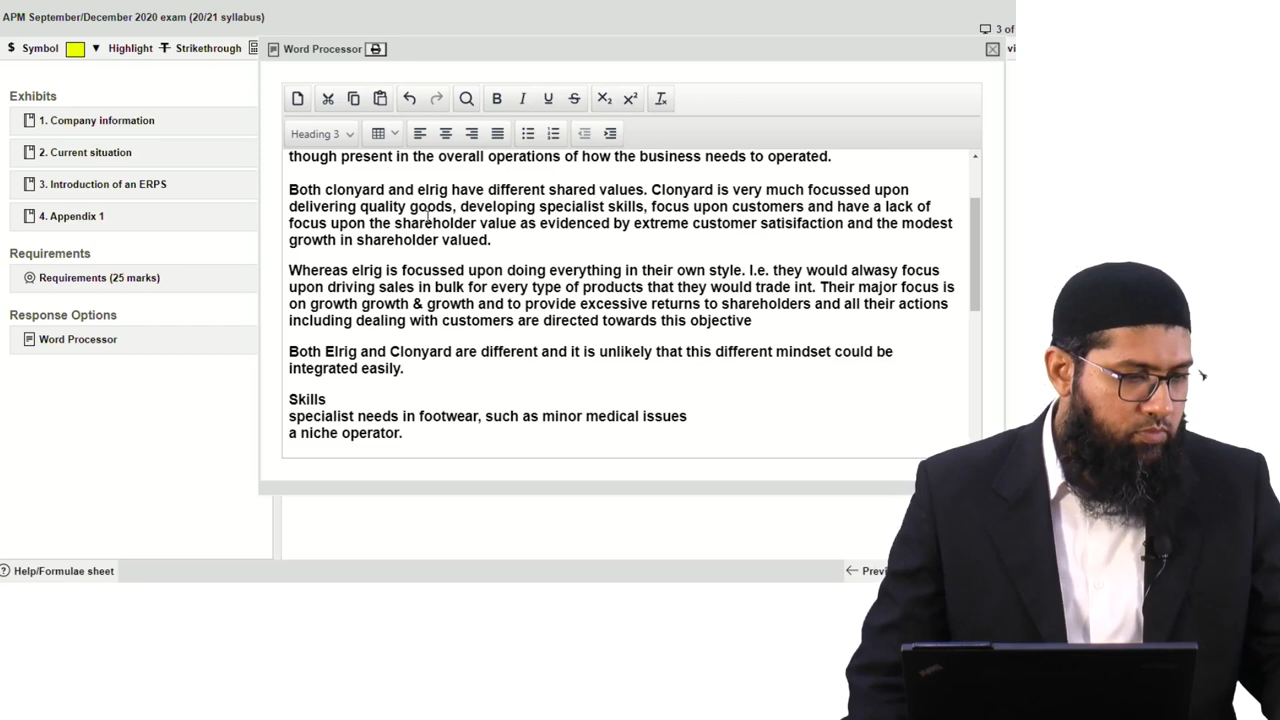 APM September/December 2020 exam (20/21 syllabus)
3 of
$ Symbol Highlight Strikethrough
Word Processor
Exhibits
1. Company information
2. Current situation
3. Introduction of an ERPS
4. Appendix 1
Requirements
Requirements (25 marks)
Response Options
Word Processor
B I U S X₂ X² Tx
Heading 3
though present in the overall operations of how the business needs to operated.
Both clonyard and elrig have different shared values. Clonyard is very much focussed upon
delivering quality goods, developing specialist skills, focus upon customers and have a lack of
focus upon the shareholder value as evidenced by extreme customer satisifaction and the modest
growth in shareholder valued.
Whereas elrig is focussed upon doing everything in their own style. I.e. they would alwasy focus
upon driving sales in bulk for every type of products that they would trade int. Their major focus is
on growth growth & growth and to provide excessive returns to shareholders and all their actions
including dealing with customers are directed towards this objective
Both Elrig and Clonyard are different and it is unlikely that this different mindset could be
integrated easily.
Skills
specialist needs in footwear, such as minor medical issues
a niche operator.
Help/Formulae sheet
Previ